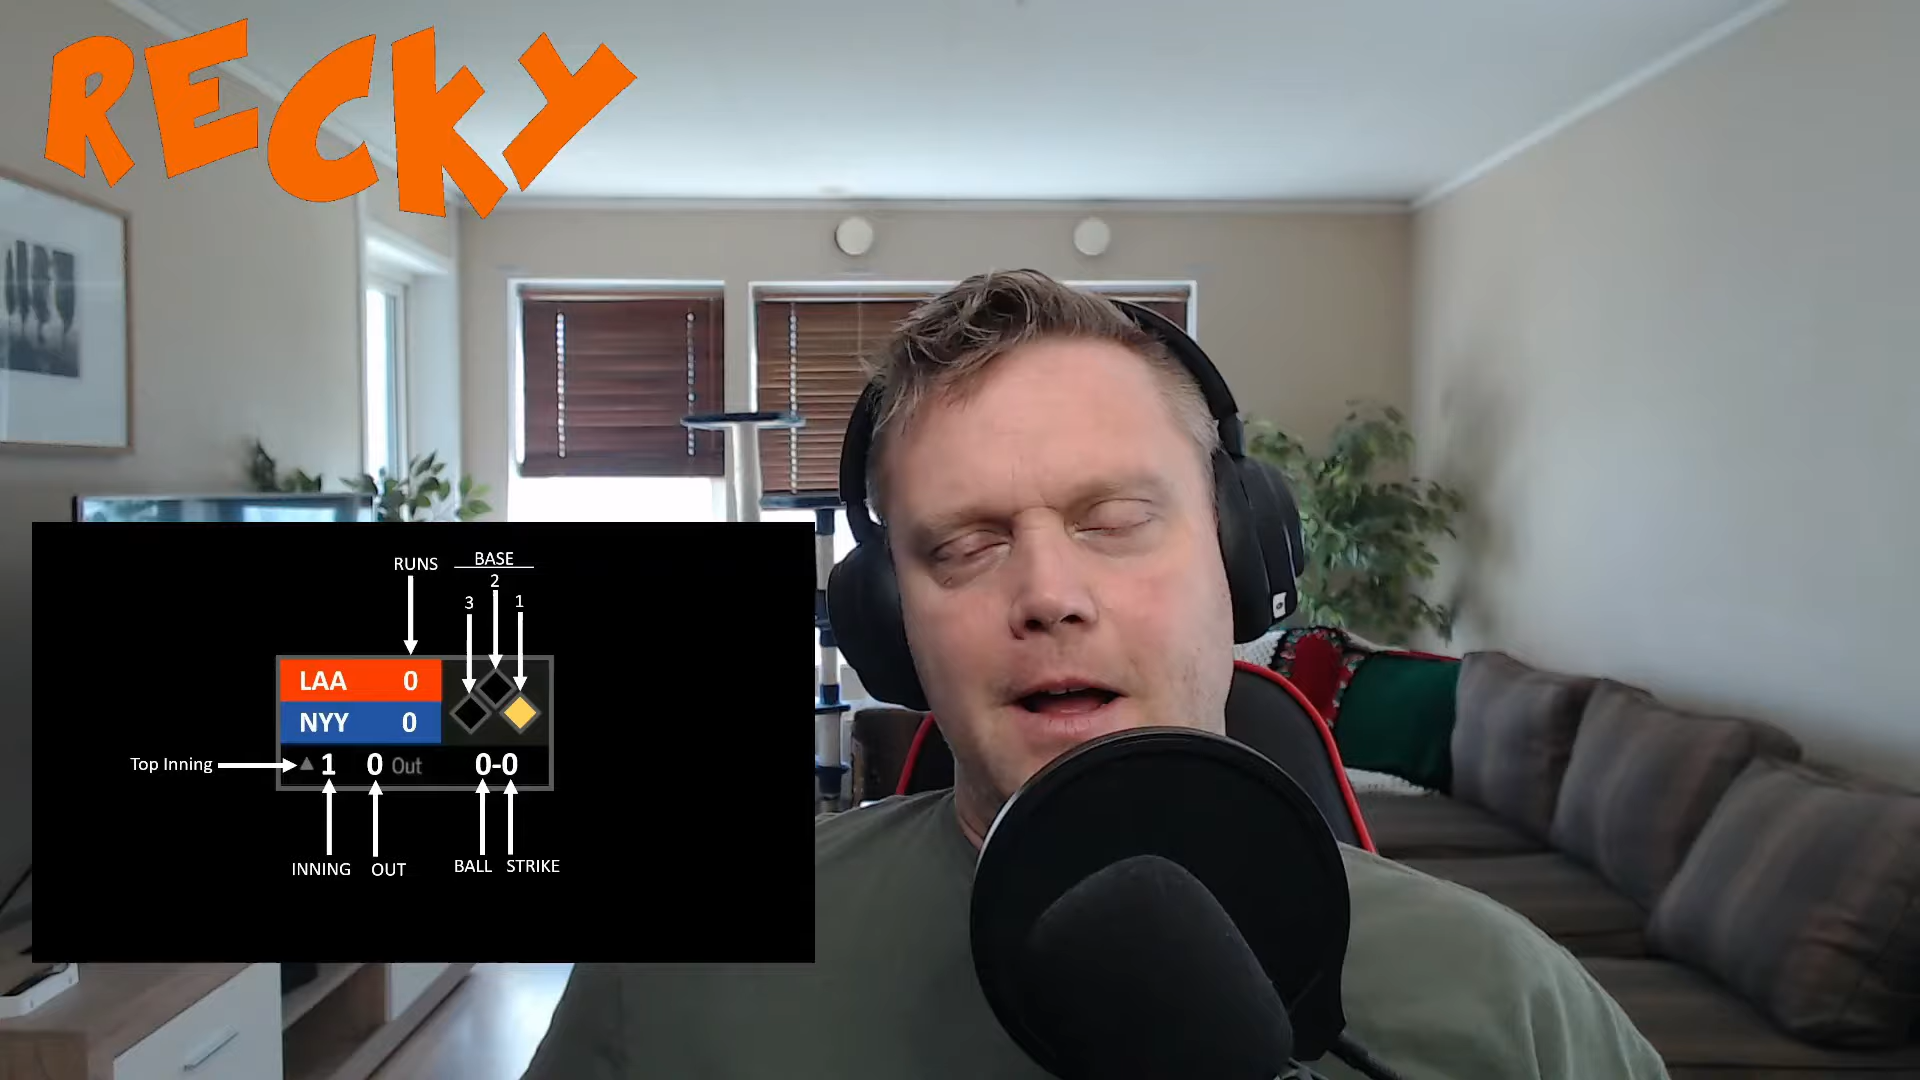 RECKY
RUNS
BASE
2
3 1
LAA 0
NYY 0
Top Inning
1 0 Out 0-0
INNING OUT BALL STRIKE